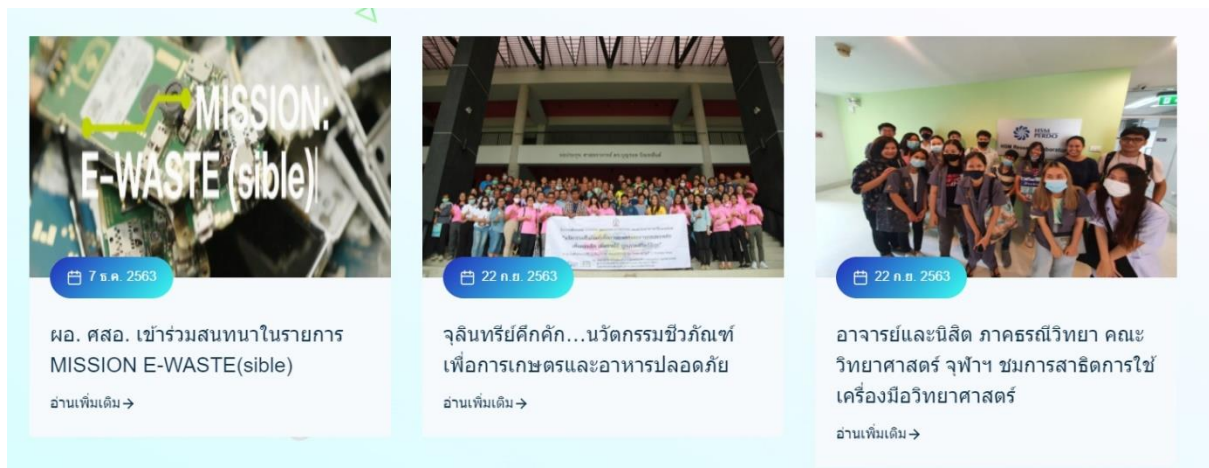 MISSION:
E-WASTE (sible)
7 ธ.ค. 2563
ผอ. ศสอ. เข้าร่วมสนทนาในรายการ
MISSION E-WASTE(sible)
อ่านเพิ่มเติม →
22 ก.ย. 2563
จุลินทรีย์คึกคัก...นวัตกรรมชีวภัณฑ์
เพื่อการเกษตรและอาหารปลอดภัย
อ่านเพิ่มเติม →
HSM
PERDO
22 ก.ย. 2563
อาจารย์และนิสิต ภาคธรณีวิทยา คณะ
วิทยาศาสตร์ จุฬาฯ ชมการสาธิตการใช้
เครื่องมือวิทยาศาสตร์
อ่านเพิ่มเติม →